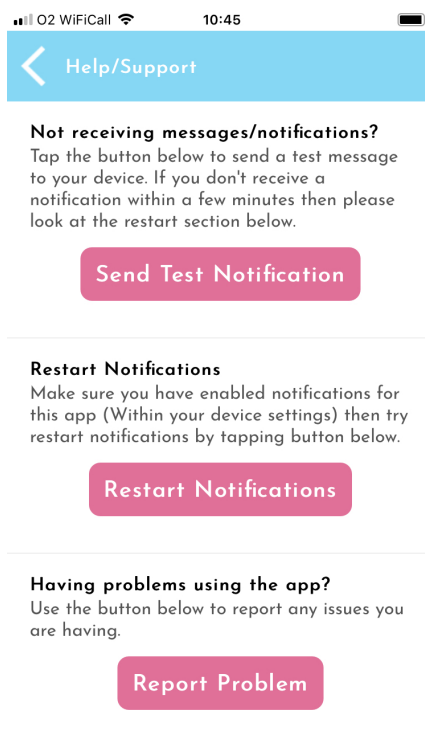 O2 WiFiCall 10:45
Help/Support
Not receiving messages/notifications?
Tap the button below to send a test message
to your device. If you don't receive a
notification within a few minutes then please
look at the restart section below.
Send Test Notification
Restart Notifications
Make sure you have enabled notifications for
this app (Within your device settings) then try
restart notifications by tapping button below.
Restart Notifications
Having problems using the app?
Use the button below to report any issues you
are having.
Report Problem